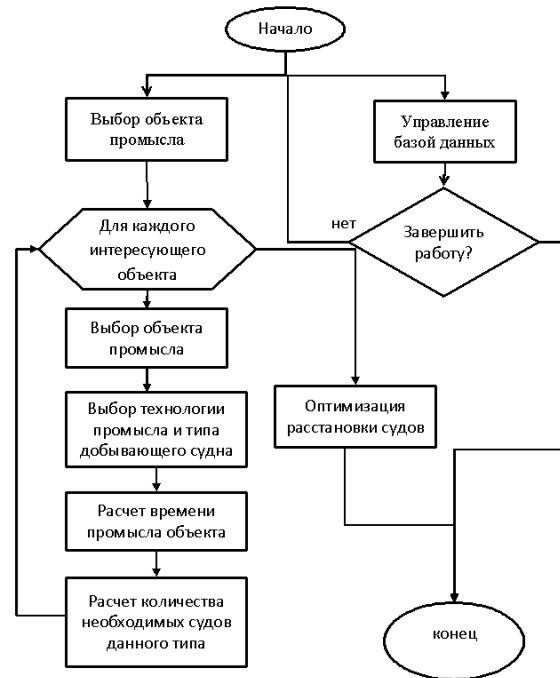 Начало
Выбор объекта
промысла
Управление
базой данных
Для каждого
интересующего
объекта
нет
Завершить
работу?
Выбор объекта
промысла
Выбор технологии
промысла и типа
добывающего судна
Оптимизация
расстановки судов
Расчет времени
промысла объекта
Расчет количества
необходимых судов
данного типа
конец